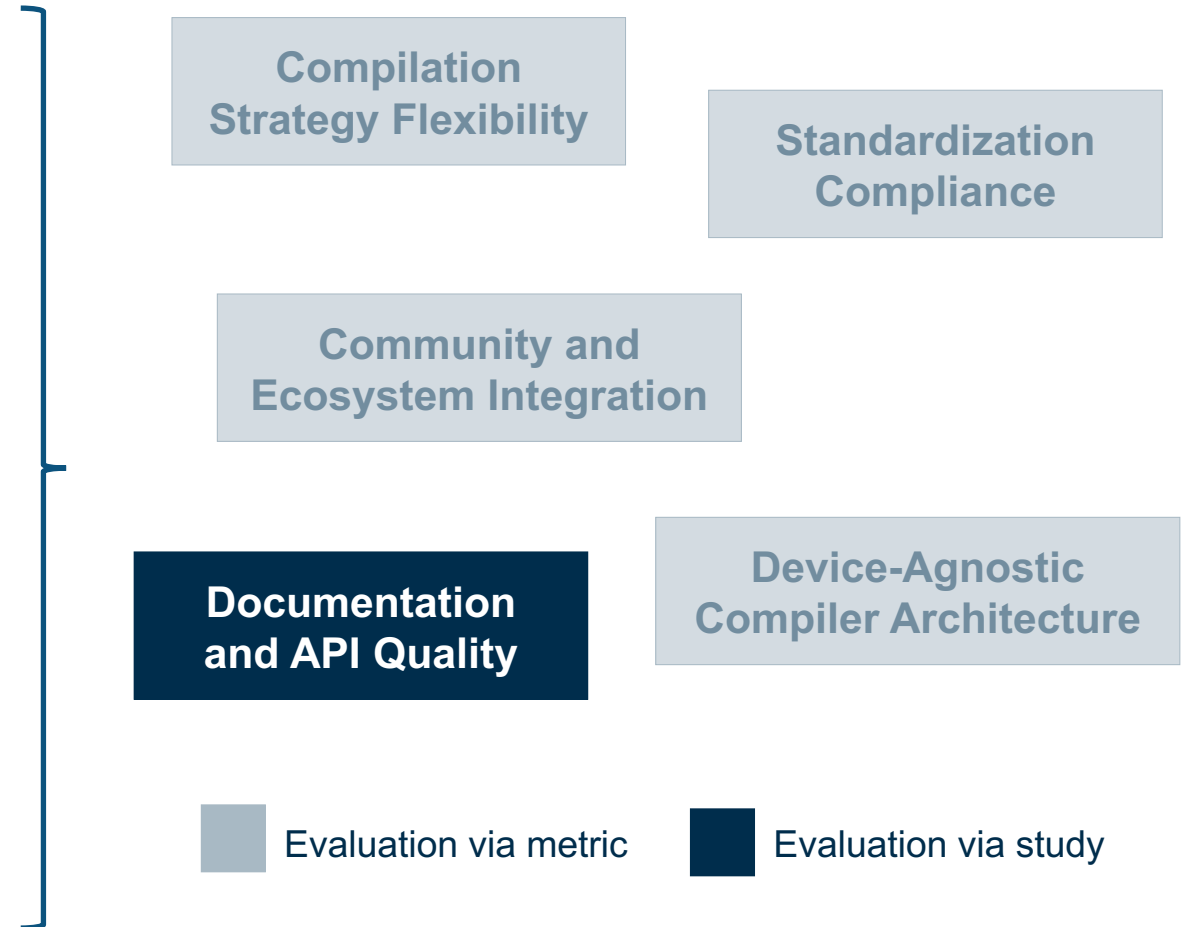 Compilation
Strategy Flexibility
Standardization
Compliance
Community and
Ecosystem Integration
Documentation
and API Quality
Device-Agnostic
Compiler Architecture
Evaluation via metric
Evaluation via study